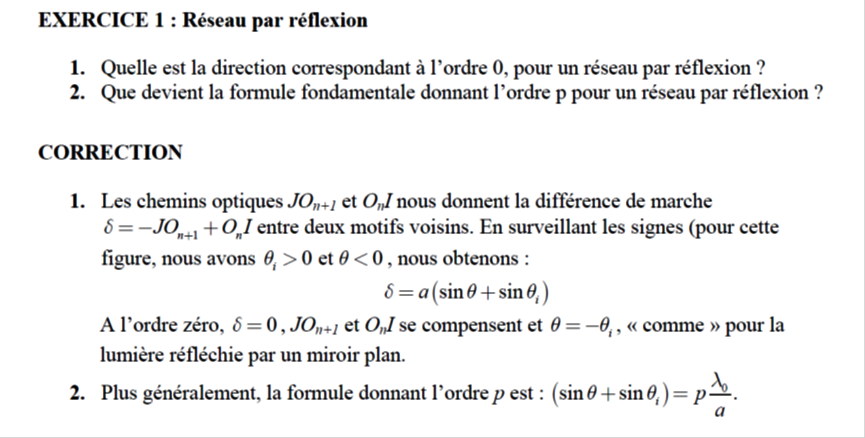 EXERCICE 1 : Réseau par réflexion
1. Quelle est la direction correspondant à l'ordre 0, pour un réseau par réflexion ?
2. Que devient la formule fondamentale donnant l'ordre p pour un réseau par réflexion ?
CORRECTION
1. Les chemins optiques JOₙ₊₁ et OₙI nous donnent la différence de marche
δ = −JOₙ₊₁ + OₙI entre deux motifs voisins. En surveillant les signes (pour cette
figure, nous avons θᵢ > 0 et θ < 0, nous obtenons :
δ = a(sin θ + sin θᵢ)
A l'ordre zéro, δ = 0, JOₙ₊₁ et OₙI se compensent et θ = −θᵢ, « comme » pour la
lumière réfléchie par un miroir plan.
2. Plus généralement, la formule donnant l'ordre p est : (sin θ + sin θᵢ) = p λ₀/a.